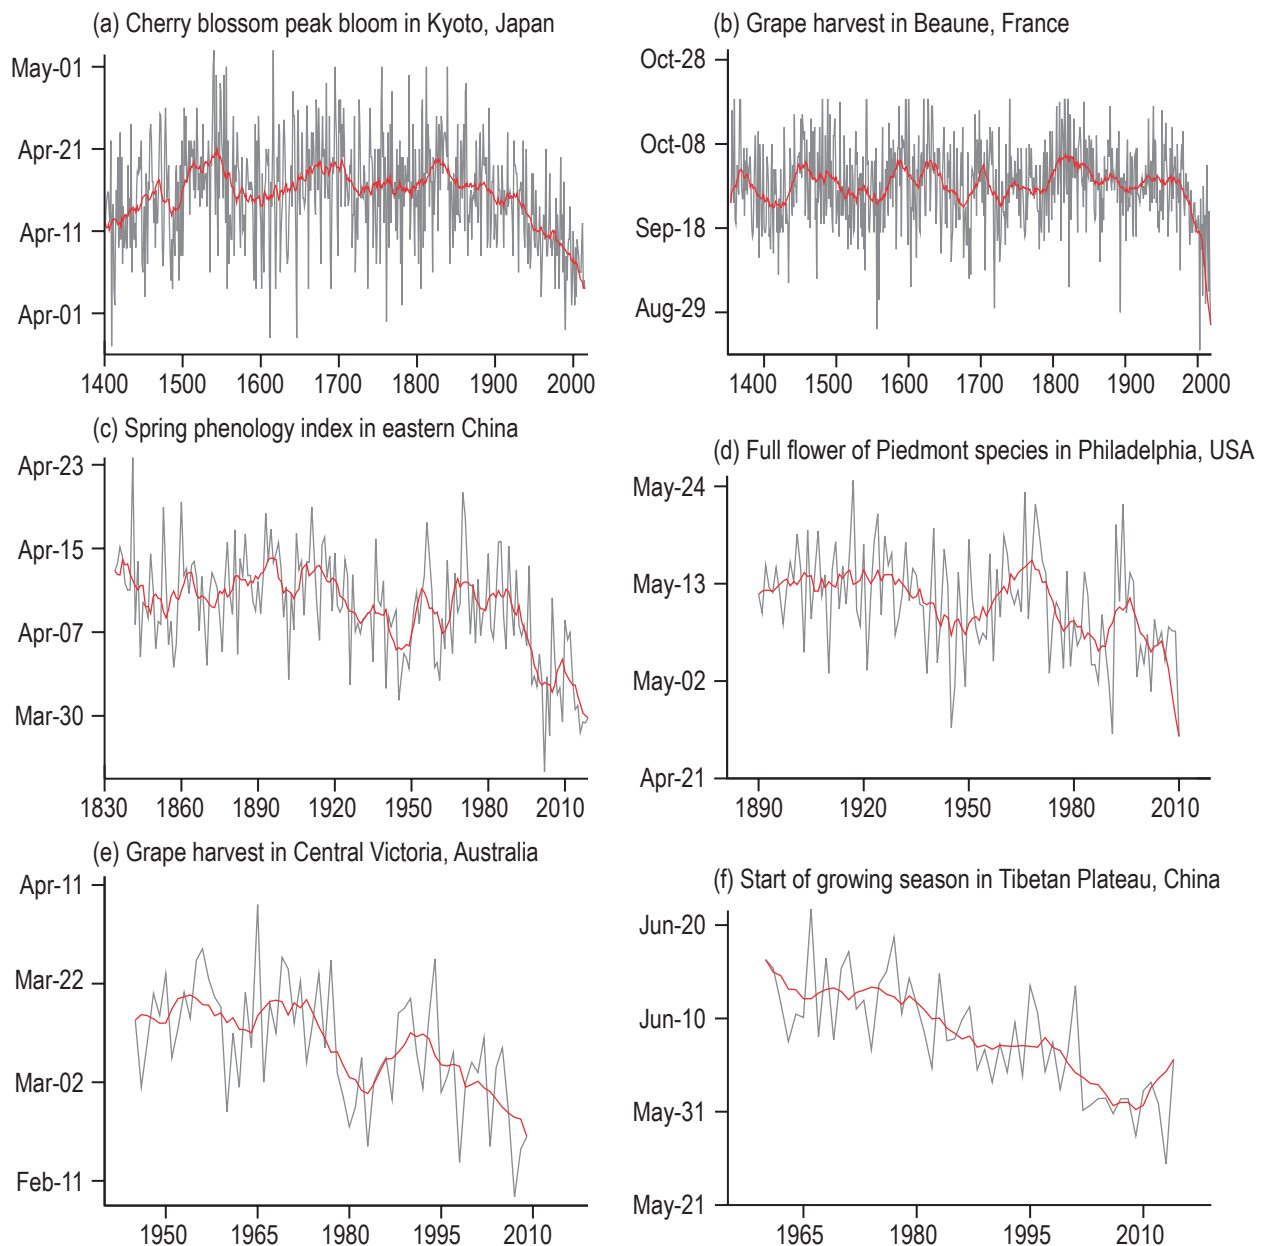 (a) Cherry blossom peak bloom in Kyoto, Japan
May-01
Apr-21
Apr-11
Apr-01
1400 1500 1600 1700 1800 1900 2000
(b) Grape harvest in Beaune, France
Oct-28
Oct-08
Sep-18
Aug-29
1400 1500 1600 1700 1800 1900 2000
(c) Spring phenology index in eastern China
Apr-23
Apr-15
Apr-07
Mar-30
1830 1860 1890 1920 1950 1980 2010
(d) Full flower of Piedmont species in Philadelphia, USA
May-24
May-13
May-02
Apr-21
1890 1920 1950 1980 2010
(e) Grape harvest in Central Victoria, Australia
Apr-11
Mar-22
Mar-02
Feb-11
1950 1965 1980 1995 2010
(f) Start of growing season in Tibetan Plateau, China
Jun-20
Jun-10
May-31
May-21
1965 1980 1995 2010